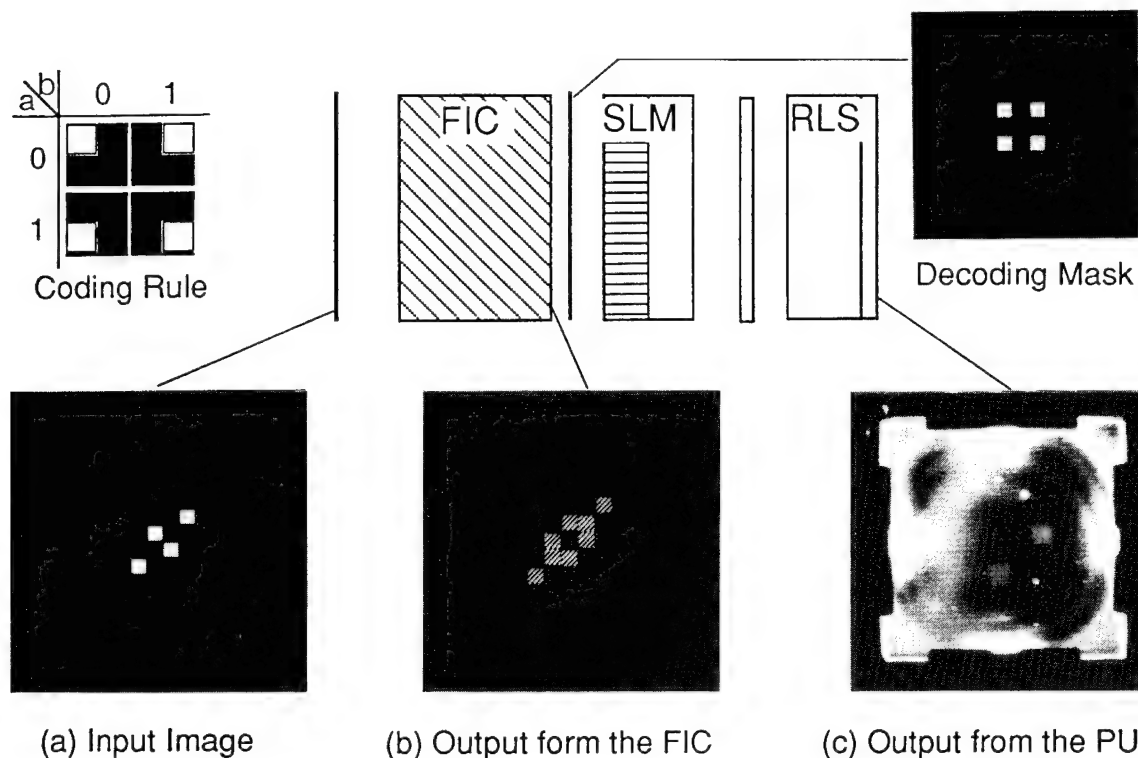 a b
0 1
0
1
Coding Rule
FIC
SLM
RLS
Decoding Mask
(a) Input Image
(b) Output form the FIC
(c) Output from the PU